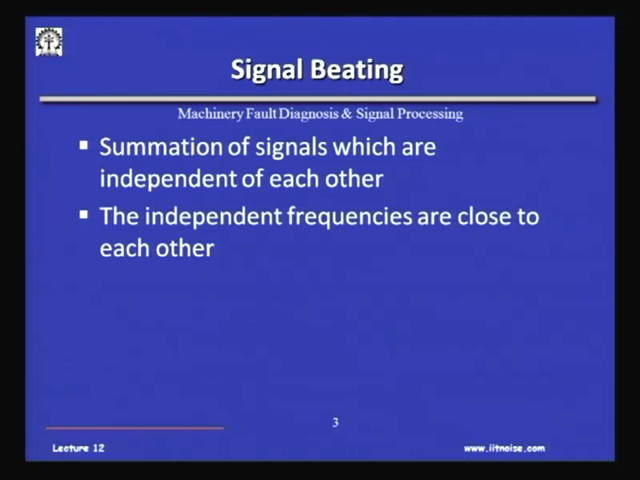 Signal Beating
Machinery Fault Diagnosis & Signal Processing
▪ Summation of signals which are
independent of each other
▪ The independent frequencies are close to
each other
3
Lecture 12
www.iitnoise.com